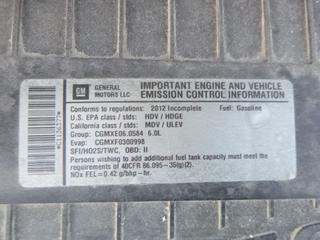 GM
GENERAL
MOTORS LLC
IMPORTANT ENGINE AND VEHICLE
EMISSION CONTROL INFORMATION
Conforms to regulations: 2012 Incomplete Fuel: Gasoline
U.S. EPA class / stds: HDV / HDGE
California class / stds: MDV / ULEV
Group: CGMXE06.0584 6.0L
Evap: CGMXF0300998
SFI/HO2S/TWC, OBD: II
Persons wishing to add additional fuel tank capacity must meet the
requirements of 40CFR 86.095-35(g)(2).
NOx FEL=0.42 g/bhp-hr.